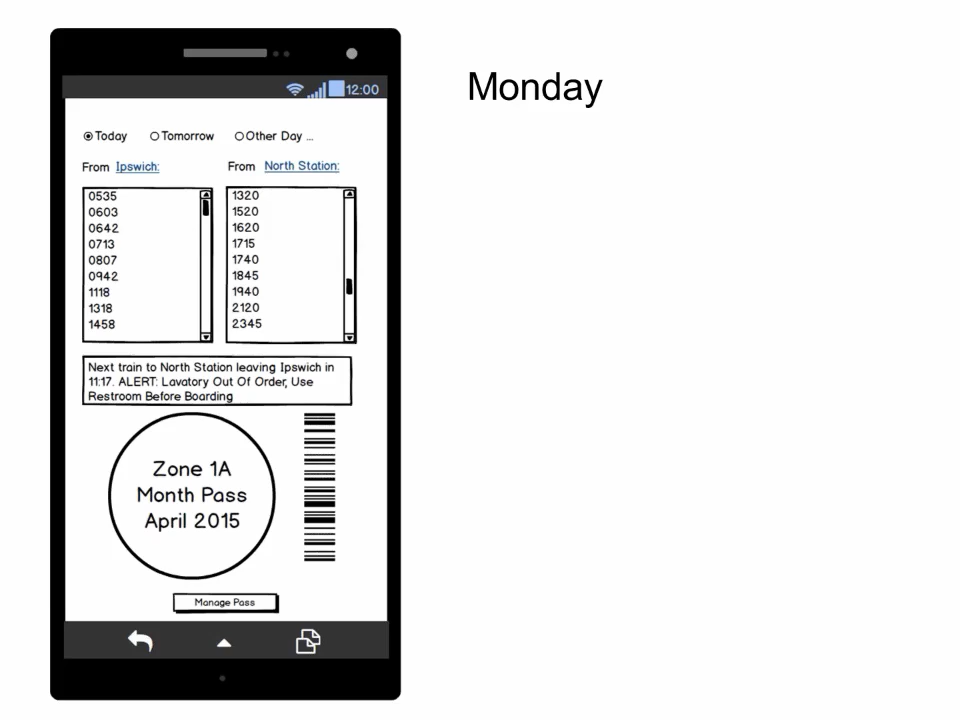 Monday
12:00
Today Tomorrow Other Day ...
From Ipswich: From North Station:
0535 1320
0603 1520
0642 1620
0713 1715
0807 1740
0942 1845
1118 1940
1318 2120
1458 2345
Next train to North Station leaving Ipswich in
11:17. ALERT: Lavatory Out Of Order, Use
Restroom Before Boarding
Zone 1A
Month Pass
April 2015
Manage Pass